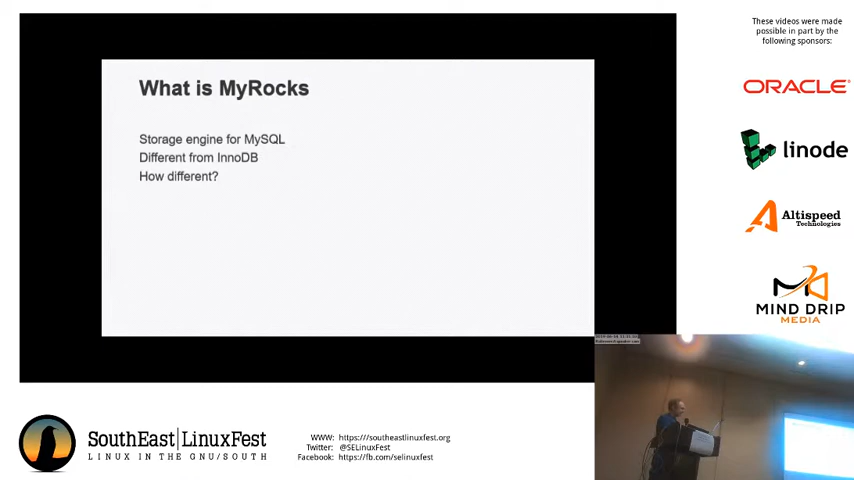 These videos were made
possible in part by the
following sponsors:
What is MyRocks
Storage engine for MySQL
Different from InnoDB
How different?
ORACLE
linode
Altispeed
Technologies
MIND DRIP
MEDIA
SouthEast|LinuxFest
LINUX IN THE GNU/SOUTH
WWW: https:///southeastlinuxfest.org
Twitter: @SELinuxFest
Facebook: https://fb.com/selinuxfest